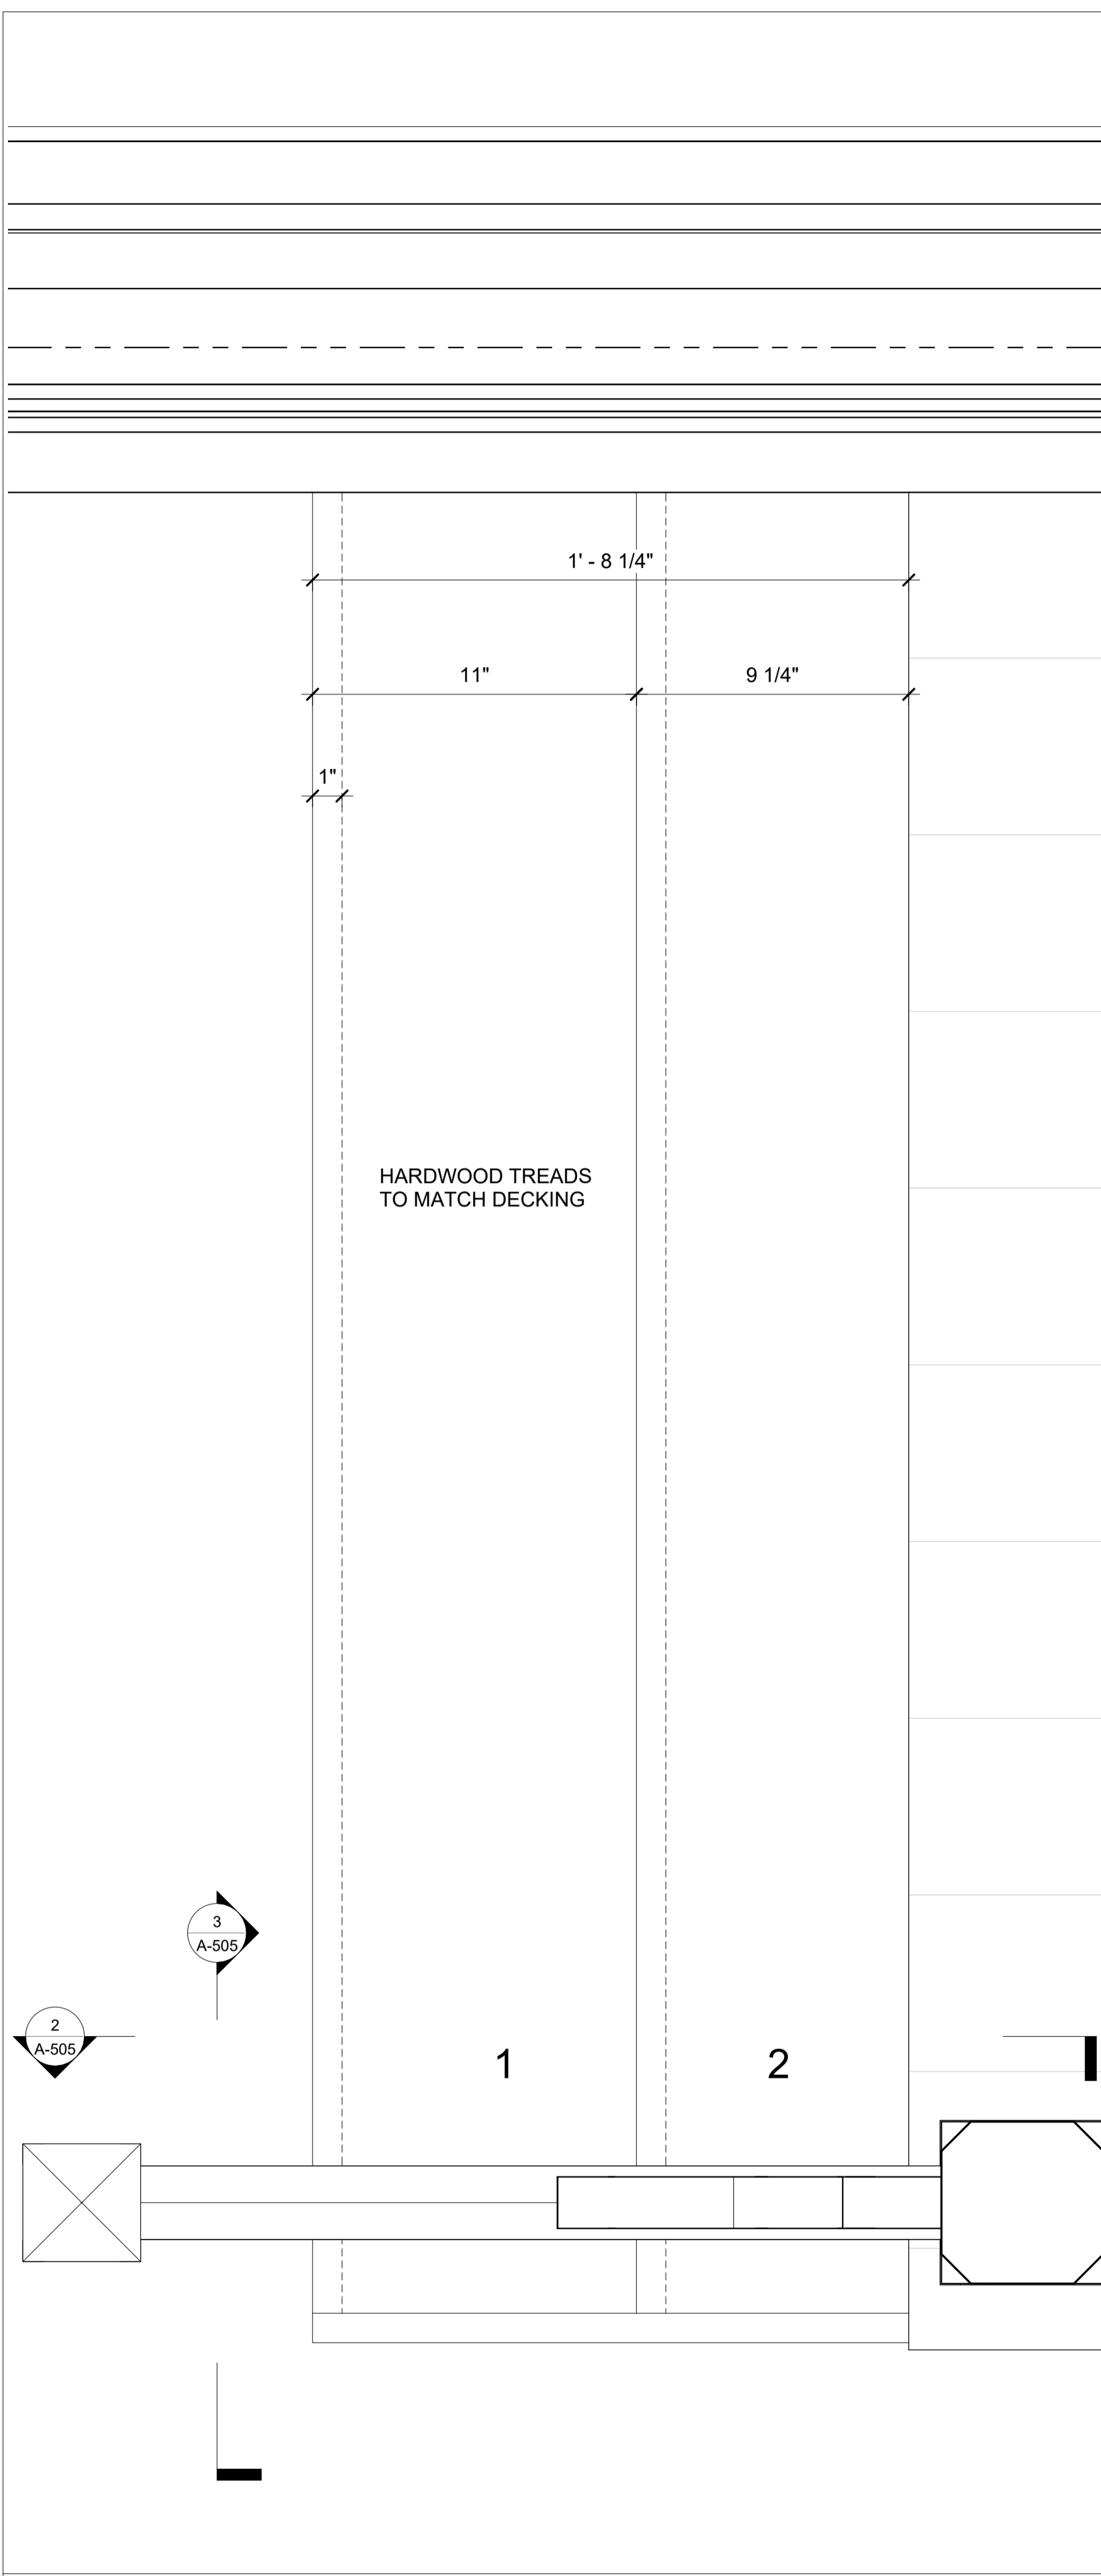 1' - 8 1/4"
11"
9 1/4"
1"
HARDWOOD TREADS
TO MATCH DECKING
3
A-505
2
A-505
1
2